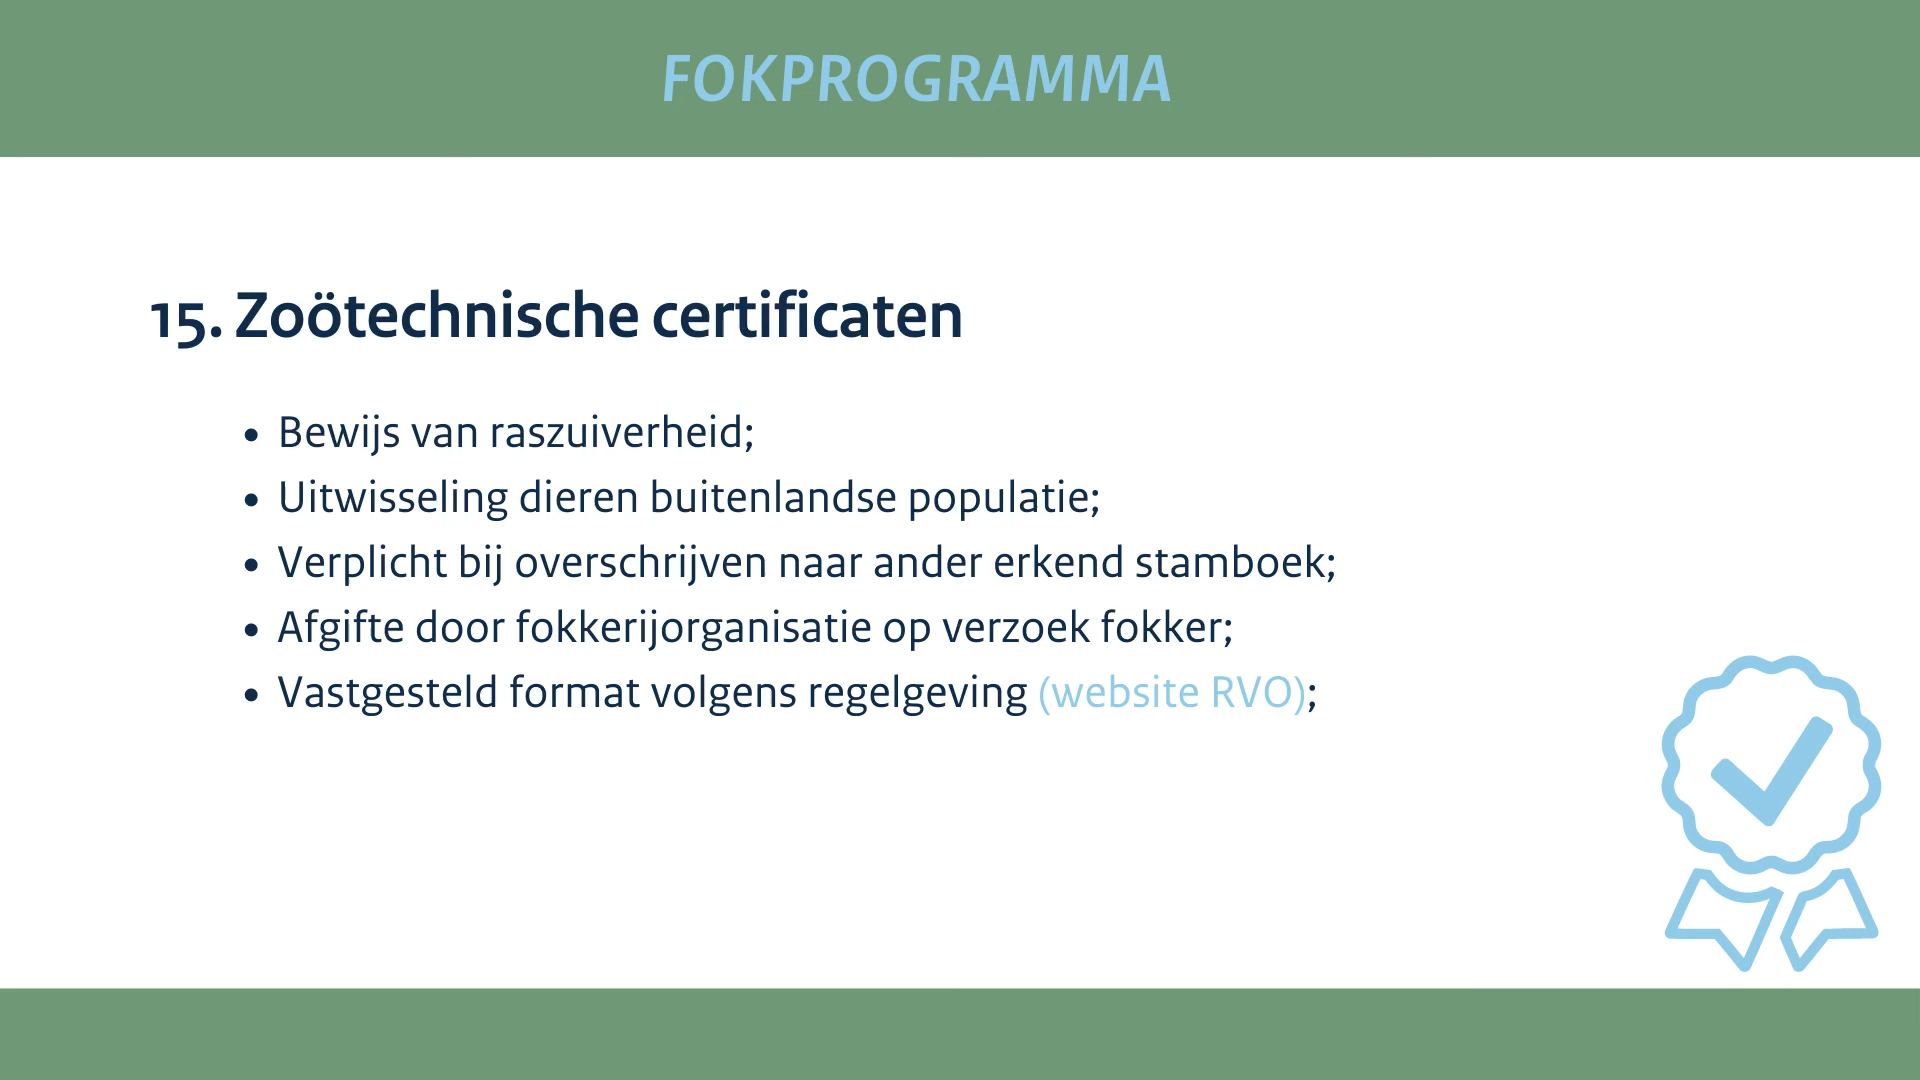 FOKPROGRAMMA
15. Zoötechnische certificaten
• Bewijs van raszuiverheid;
• Uitwisseling dieren buitenlandse populatie;
• Verplicht bij overschrijven naar ander erkend stamboek;
• Afgifte door fokkerijorganisatie op verzoek fokker;
• Vastgesteld format volgens regelgeving (website RVO);